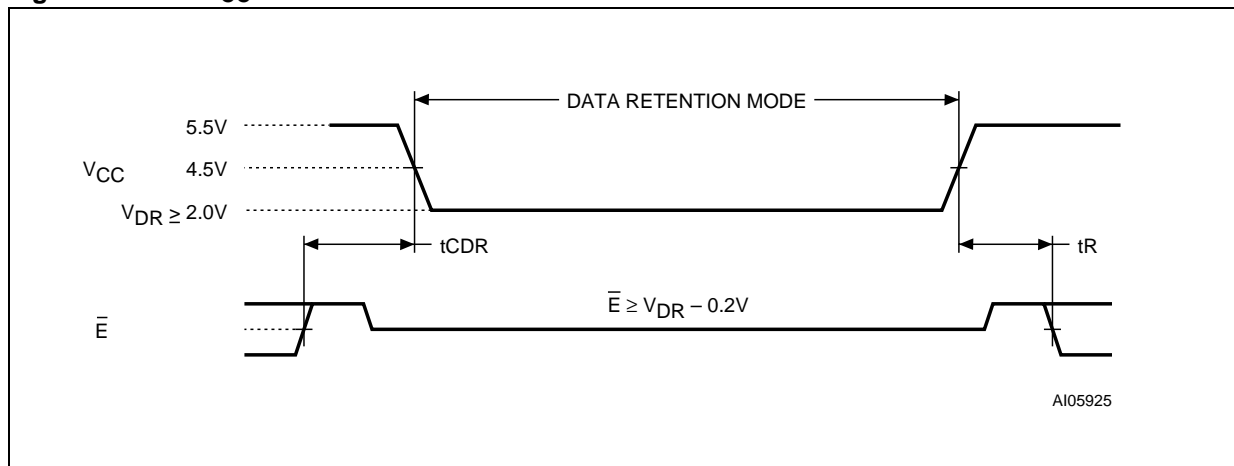 DATA RETENTION MODE
5.5V
VCC 4.5V
VDR ≥ 2.0V
tCDR
tR
E̅ ≥ VDR – 0.2V
E̅
AI05925